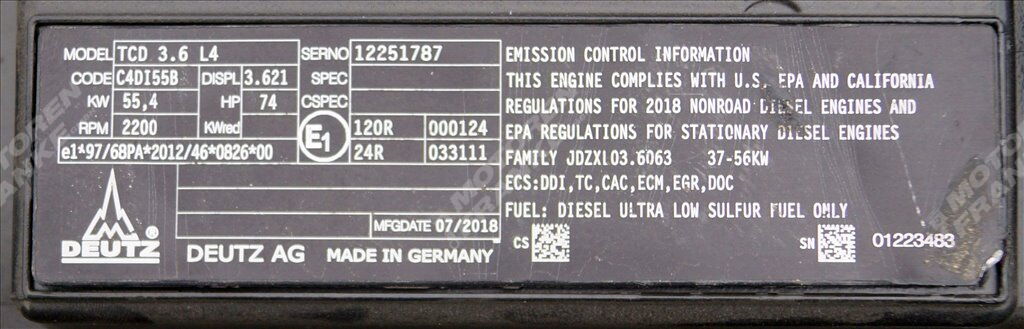 MODEL TCD 3.6 L4 SERNO 12251787
CODE C4DI55B DISPL 3.621 SPEC
KW 55,4 HP 74 CSPEC
RPM 2200 KWred E1 120R 000124
e1*97/68PA*2012/46*0826*00 24R 033111
MFGDATE 07/2018
DEUTZ® DEUTZ AG MADE IN GERMANY
EMISSION CONTROL INFORMATION
THIS ENGINE COMPLIES WITH U.S. EPA AND CALIFORNIA
REGULATIONS FOR 2018 NONROAD DIESEL ENGINES AND
EPA REGULATIONS FOR STATIONARY DIESEL ENGINES
FAMILY JDZXL03.6063 37-56KW
ECS:DDI,TC,CAC,ECM,EGR,DOC
FUEL: DIESEL ULTRA LOW SULFUR FUEL ONLY
CS SN 01223483